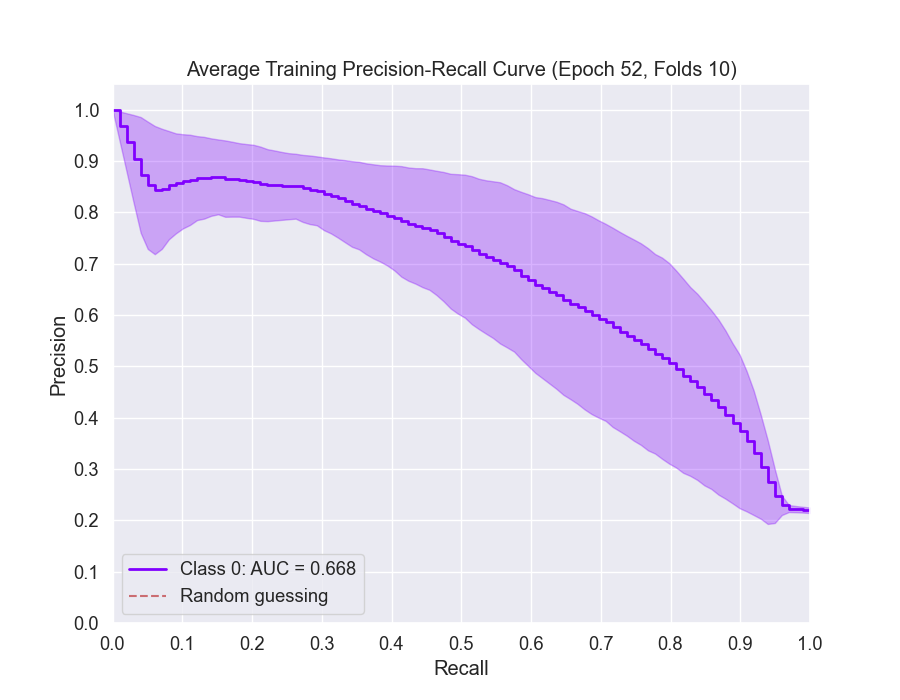 Average Training Precision-Recall Curve (Epoch 52, Folds 10)
Precision
1.0
0.9
0.8
0.7
0.6
0.5
0.4
0.3
0.2
0.1
0.0
Class 0: AUC = 0.668
Random guessing
0.0 0.1 0.2 0.3 0.4 0.5 0.6 0.7 0.8 0.9 1.0
Recall